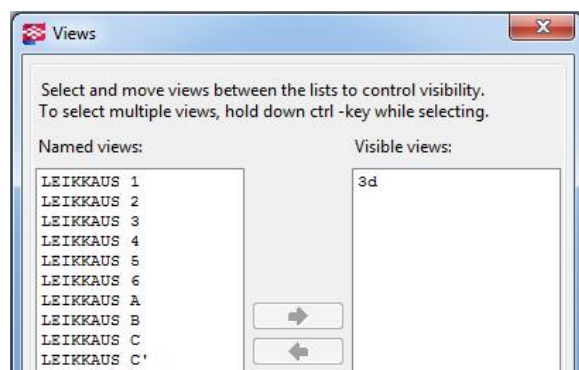 Views
Select and move views between the lists to control visibility.
To select multiple views, hold down ctrl -key while selecting.
Named views:
Visible views:
LEIKKAUS 1
LEIKKAUS 2
LEIKKAUS 3
LEIKKAUS 4
LEIKKAUS 5
LEIKKAUS 6
LEIKKAUS A
LEIKKAUS B
LEIKKAUS C
LEIKKAUS C'
3d